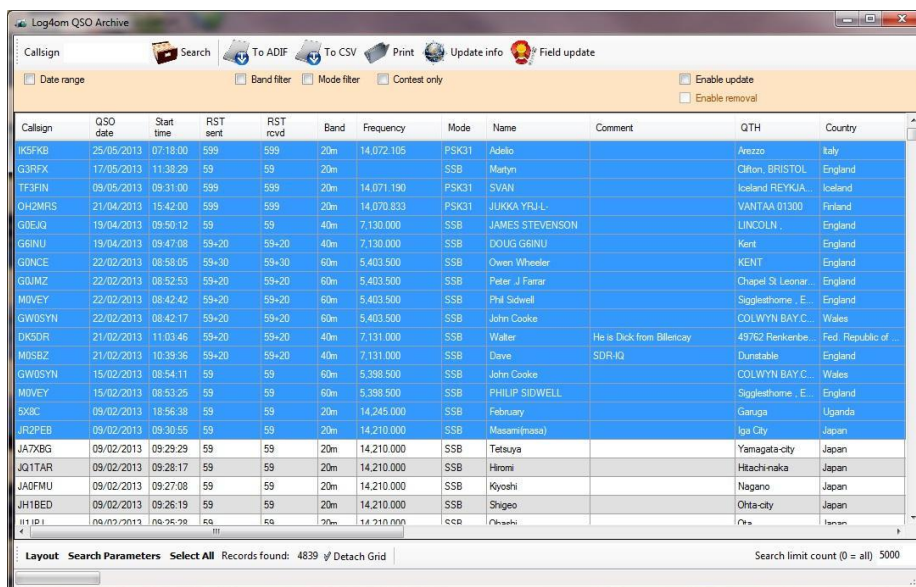 Log4om QSO Archive
Callsign Search To ADIF To CSV Print Update info Field update
Date range Band filter Mode filter Contest only Enable update
Enable removal
Callsign QSO date Start time RST sent RST rcvd Band Frequency Mode Name Comment QTH Country
IK5FKB 25/05/2013 07:18:00 599 599 20m 14,072.105 PSK31 Adelio Arezzo Italy
G3RFX 17/05/2013 11:38:29 59 59 20m SSB Martyn Clifton, BRISTOL England
TF3FIN 09/05/2013 09:31:00 599 599 20m 14,071.190 PSK31 SVAN Iceland REYKJA... Iceland
OH2MRS 21/04/2013 15:42:00 599 599 20m 14,070.833 PSK31 JUKKA YRJ-L- VANTAA 01300 Finland
G0EJQ 19/04/2013 09:50:12 59 59 40m 7,130.000 SSB JAMES STEVENSON LINCOLN , England
G6INU 19/04/2013 09:47:08 59+20 59+20 40m 7,130.000 SSB DOUG G6INU Kent England
G0NCE 22/02/2013 08:58:05 59+30 59+30 60m 5,403.500 SSB Owen Wheeler KENT England
G0JMZ 22/02/2013 08:52:53 59+20 59+20 60m 5,403.500 SSB Peter .J Farrar Chapel St Leonar... England
M0VEY 22/02/2013 08:42:42 59+20 59+20 60m 5,403.500 SSB Phil Sidwell Sigglesthorne , E... England
GW0SYN 22/02/2013 08:42:17 59+20 59+20 60m 5,403.500 SSB John Cooke COLWYN BAY.C... Wales
DK5DR 21/02/2013 11:03:46 59+20 59+20 40m 7,131.000 SSB Walter He is Dick from Billericay 49762 Renkenbe... Fed. Republic of ...
M0SBZ 21/02/2013 10:39:36 59+20 59+20 40m 7,131.000 SSB Dave SDR-IQ Dunstable England
GW0SYN 15/02/2013 08:54:11 59 59 60m 5,398.500 SSB John Cooke COLWYN BAY.C... Wales
M0VEY 15/02/2013 08:53:25 59 59 60m 5,398.500 SSB PHILIP SIDWELL Sigglesthorne , E... England
5X8C 09/02/2013 18:56:38 59 59 20m 14,245.000 SSB February Garuga Uganda
JR2PEB 09/02/2013 09:30:55 59 59 20m 14,210.000 SSB Masami(masa) Iga City Japan
JA7XBG 09/02/2013 09:29:29 59 59 20m 14,210.000 SSB Tetsuya Yamagata-city Japan
JQ1TAR 09/02/2013 09:28:17 59 59 20m 14,210.000 SSB Hiromi Hitachi-naka Japan
JA0FMU 09/02/2013 09:27:08 59 59 20m 14,210.000 SSB Kiyoshi Nagano Japan
JH1BED 09/02/2013 09:26:19 59 59 20m 14,210.000 SSB Shigeo Ohta-city Japan
09/02/2013 09:25:28 59 59 20m 14,210.000 SSB Ohashi Ota Japan
Layout Search Parameters Select All Records found: 4839 Detach Grid Search limit count (0 = all) 5000